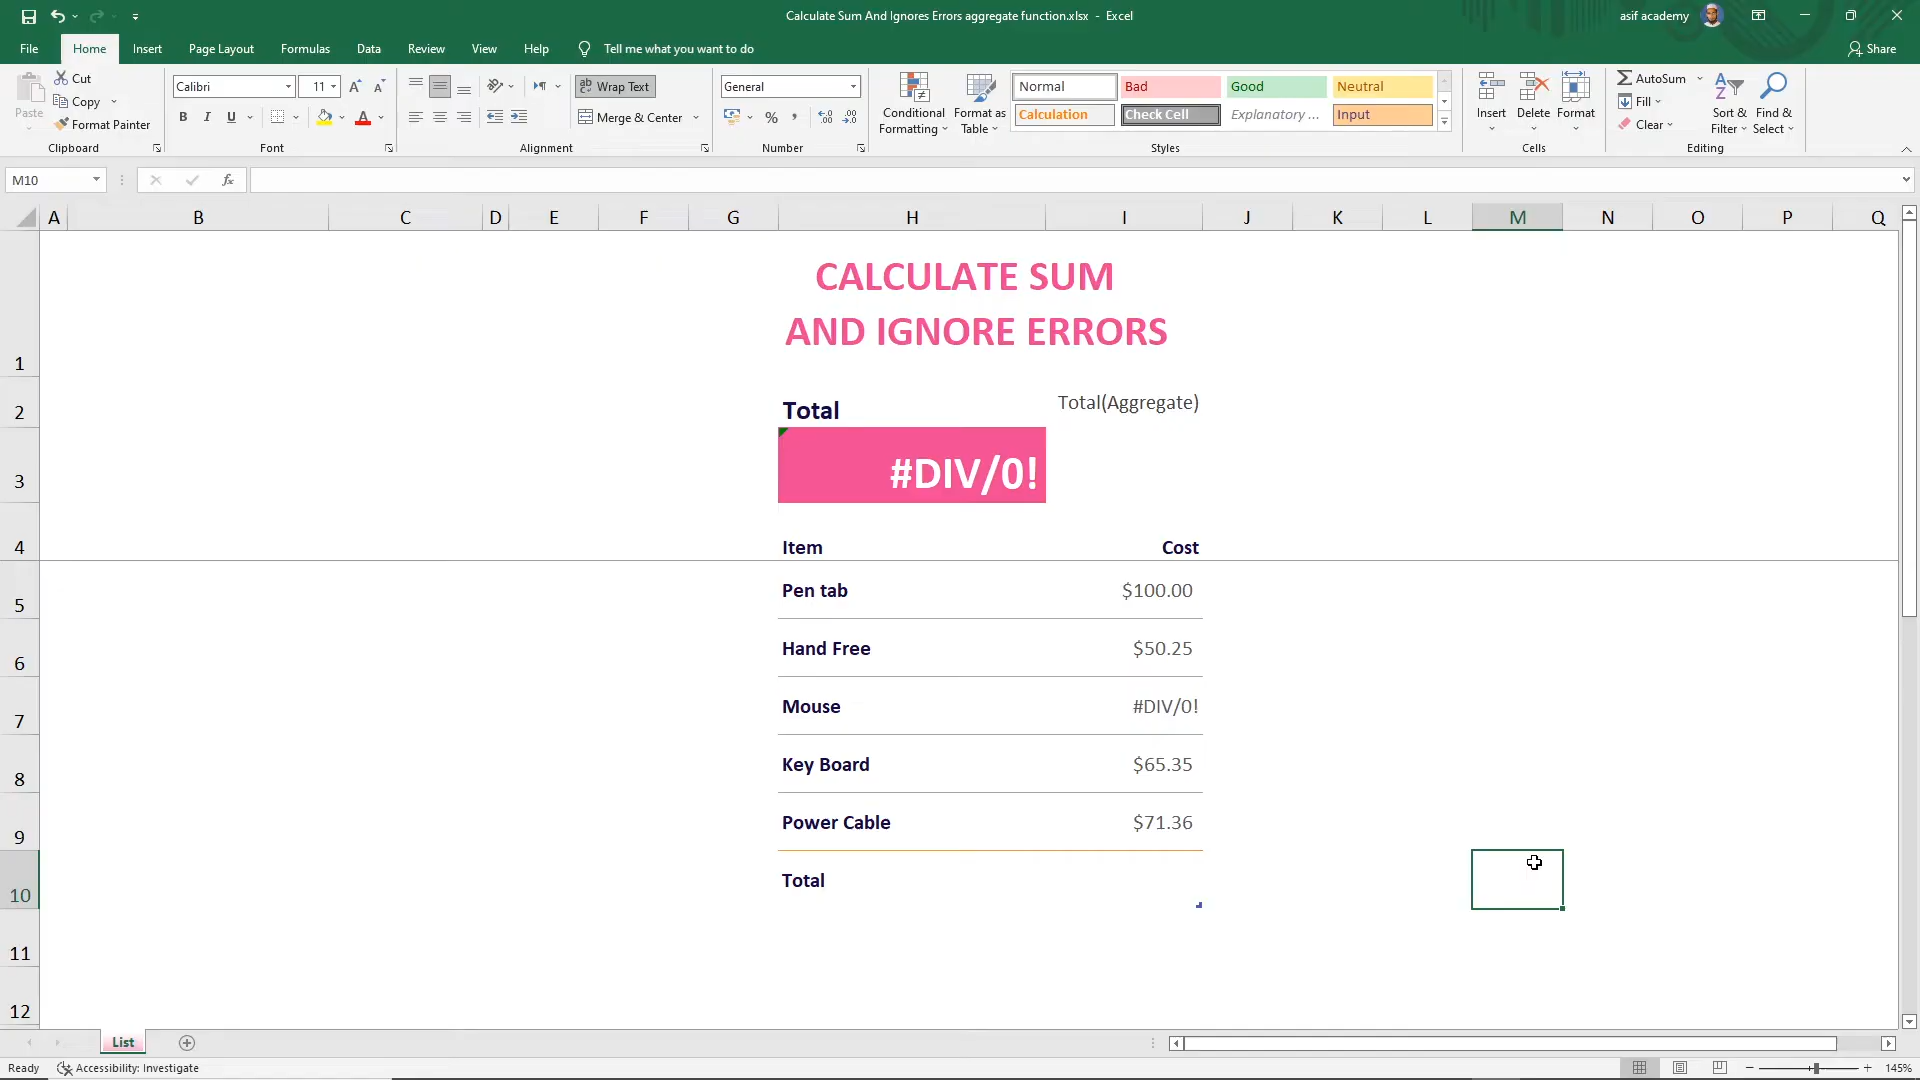 Calculate Sum And Ignores Errors aggregate function.xlsx - Excel
asif academy
File Home Insert Page Layout Formulas Data Review View Help Tell me what you want to do
Share
Paste
Cut
Copy
Format Painter
Clipboard
Calibri 11
B I U
Font
Wrap Text
Merge & Center
Alignment
General
Number
Conditional Formatting
Format as Table
Normal Bad Good Neutral
Calculation Check Cell Explanatory ... Input
Styles
Insert Delete Format
Cells
AutoSum
Fill
Clear
Sort & Filter
Find & Select
Editing
M10
fx
A B C D E F G H I J K L M N O P Q
CALCULATE SUM
AND IGNORE ERRORS
1
2 Total Total(Aggregate)
3 #DIV/0!
4 Item Cost
5 Pen tab $100.00
6 Hand Free $50.25
7 Mouse #DIV/0!
8 Key Board $65.35
9 Power Cable $71.36
10 Total
11
12
List
Ready Accessibility: Investigate
145%